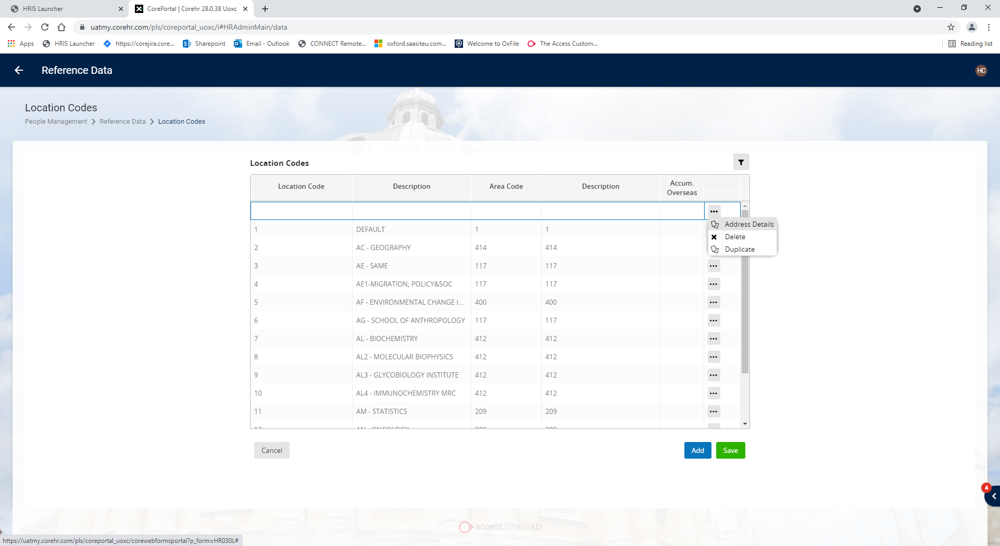 HRIS Launcher
CorePortal | Corehr 28.0.38 Uoxc
uatmy.corehr.com/pls/coreportal_uoxc/i#HRAdminMain/data
Apps HRIS Launcher https://corejira.core... Sharepoint Email - Outlook CONNECT Remote... oxford.saasiteu.com... Welcome to OxFile The Access Custom... Reading list
Reference Data
HC
Location Codes
People Management > Reference Data > Location Codes
Location Codes
Location Code Description Area Code Description Accum. Overseas
Address Details
Delete
Duplicate
1 DEFAULT 1 1
2 AC - GEOGRAPHY 414 414
3 AE - SAME 117 117
4 AE1-MIGRATION; POLICY&SOC 117 117
5 AF - ENVIRONMENTAL CHANGE I... 400 400
6 AG - SCHOOL OF ANTHROPOLOGY 117 117
7 AL - BIOCHEMISTRY 412 412
8 AL2 - MOLECULAR BIOPHYSICS 412 412
9 AL3 - GLYCOBIOLOGY INSTITUTE 412 412
10 AL4 - IMMUNOCHEMISTRY MRC 412 412
11 AM - STATISTICS 209 209
Cancel Add Save
4
access PeopleXD
https://uatmy.corehr.com/pls/coreportal_uoxc/corewebformsportal?p_form=HR030L#